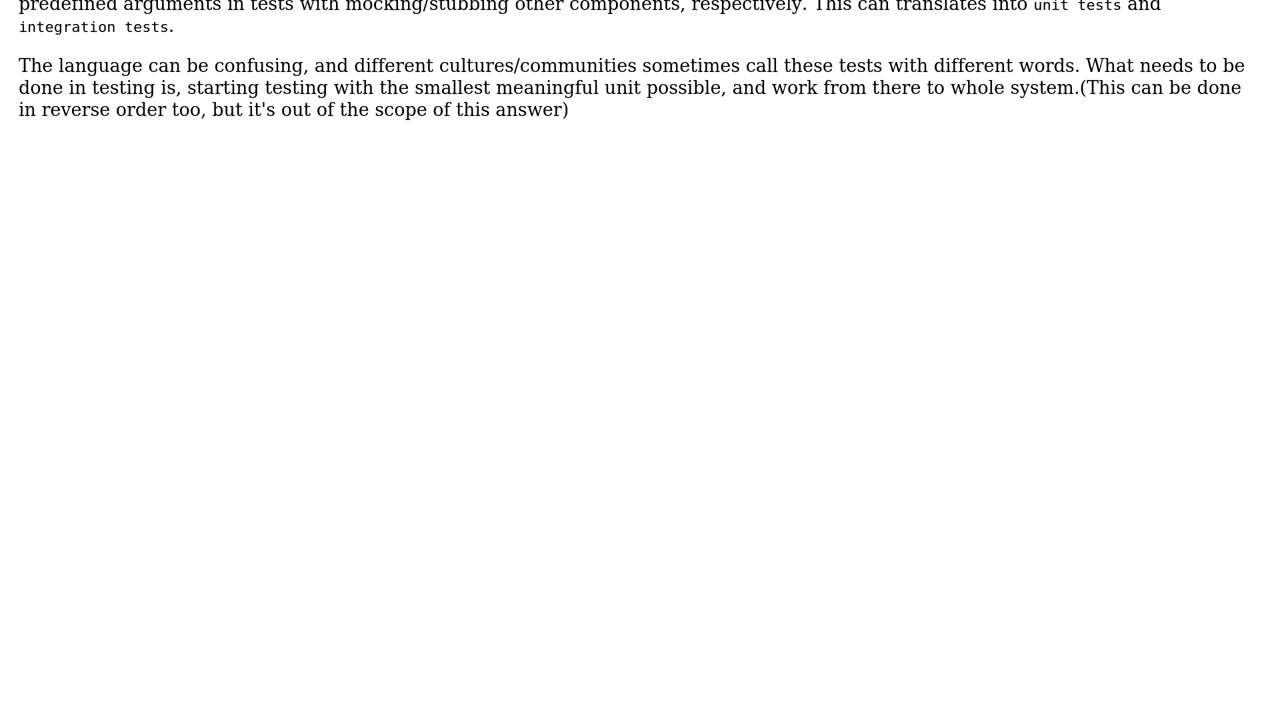 predefined arguments in tests with mocking/stubbing other components, respectively. This can translates into unit tests and
integration tests.
The language can be confusing, and different cultures/communities sometimes call these tests with different words. What needs to be
done in testing is, starting testing with the smallest meaningful unit possible, and work from there to whole system.(This can be done
in reverse order too, but it's out of the scope of this answer)